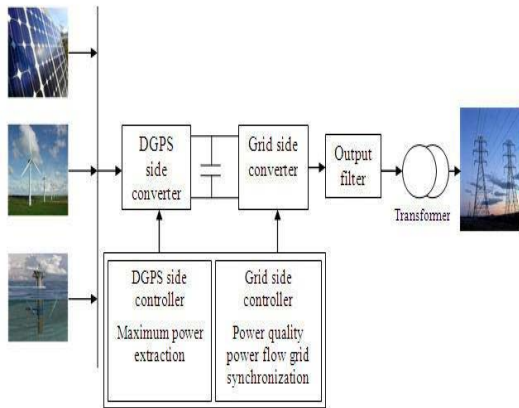 DGPS
side
converter
Grid side
converter
Output
filter
Transformer
DGPS side
controller
Maximum power
extraction
Grid side
controller
Power quality
power flow grid
synchronization